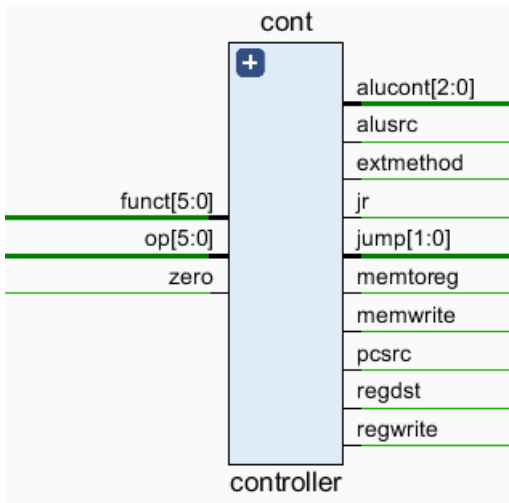 cont
alucont[2:0]
alusrc
extmethod
funct[5:0]
jr
op[5:0]
jump[1:0]
zero
memtoreg
memwrite
pcsrc
regdst
regwrite
controller